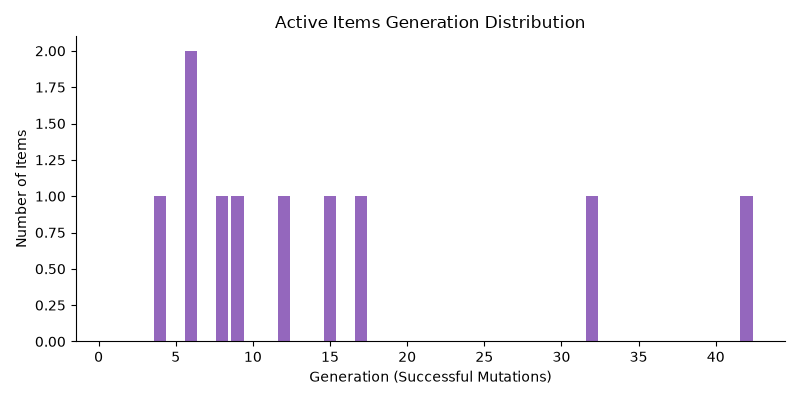 Active Items Generation Distribution
2.00
1.75
1.50
1.25
1.00
0.75
0.50
0.25
0.00
Number of Items
0 5 10 15 20 25 30 35 40
Generation (Successful Mutations)